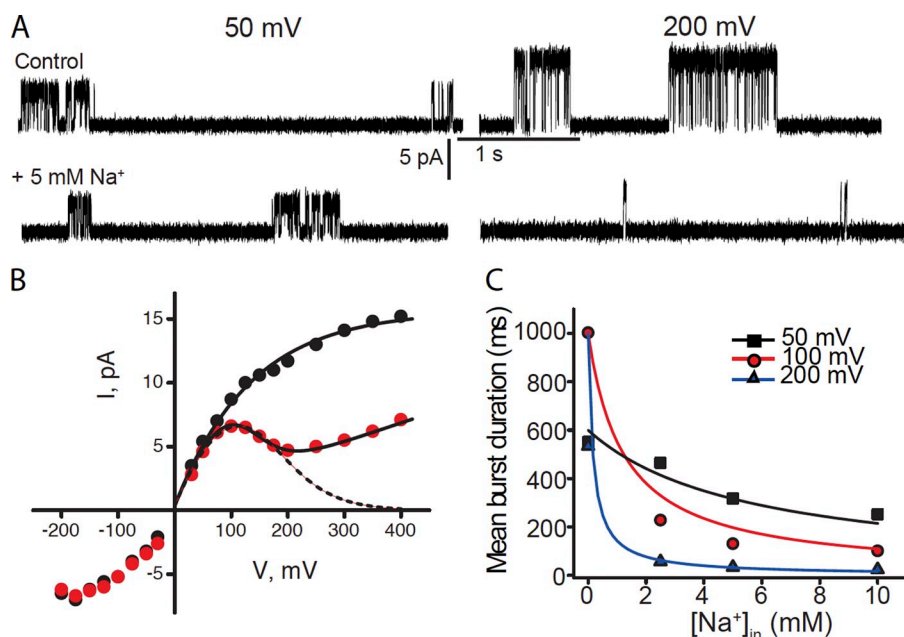 A
50 mV
200 mV
Control
5 pA
1 s
+ 5 mM Na⁺
B
I, pA
15
10
5
-200
-100
100
200
300
400
-5
V, mV
C
Mean burst duration (ms)
1000
800
600
400
200
0
0
2
4
6
8
10
[Na⁺]in (mM)
50 mV
100 mV
200 mV